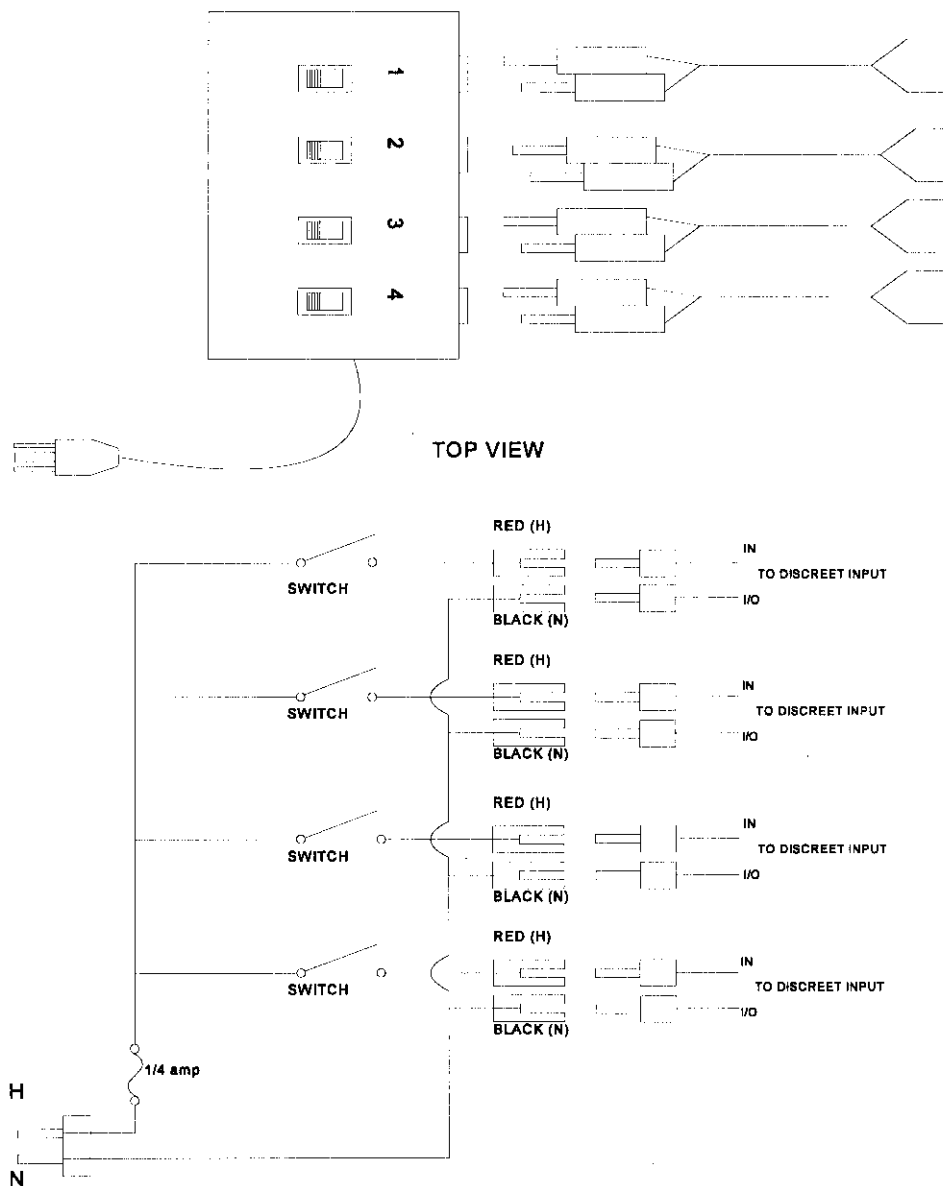 1
2
3
4
TOP VIEW
RED (H)
IN
TO DISCREET INPUT
SWITCH
I/O
BLACK (N)
RED (H)
IN
TO DISCREET INPUT
SWITCH
I/O
BLACK (N)
RED (H)
IN
TO DISCREET INPUT
SWITCH
I/O
BLACK (N)
RED (H)
IN
TO DISCREET INPUT
SWITCH
I/O
BLACK (N)
1/4 amp
H
N